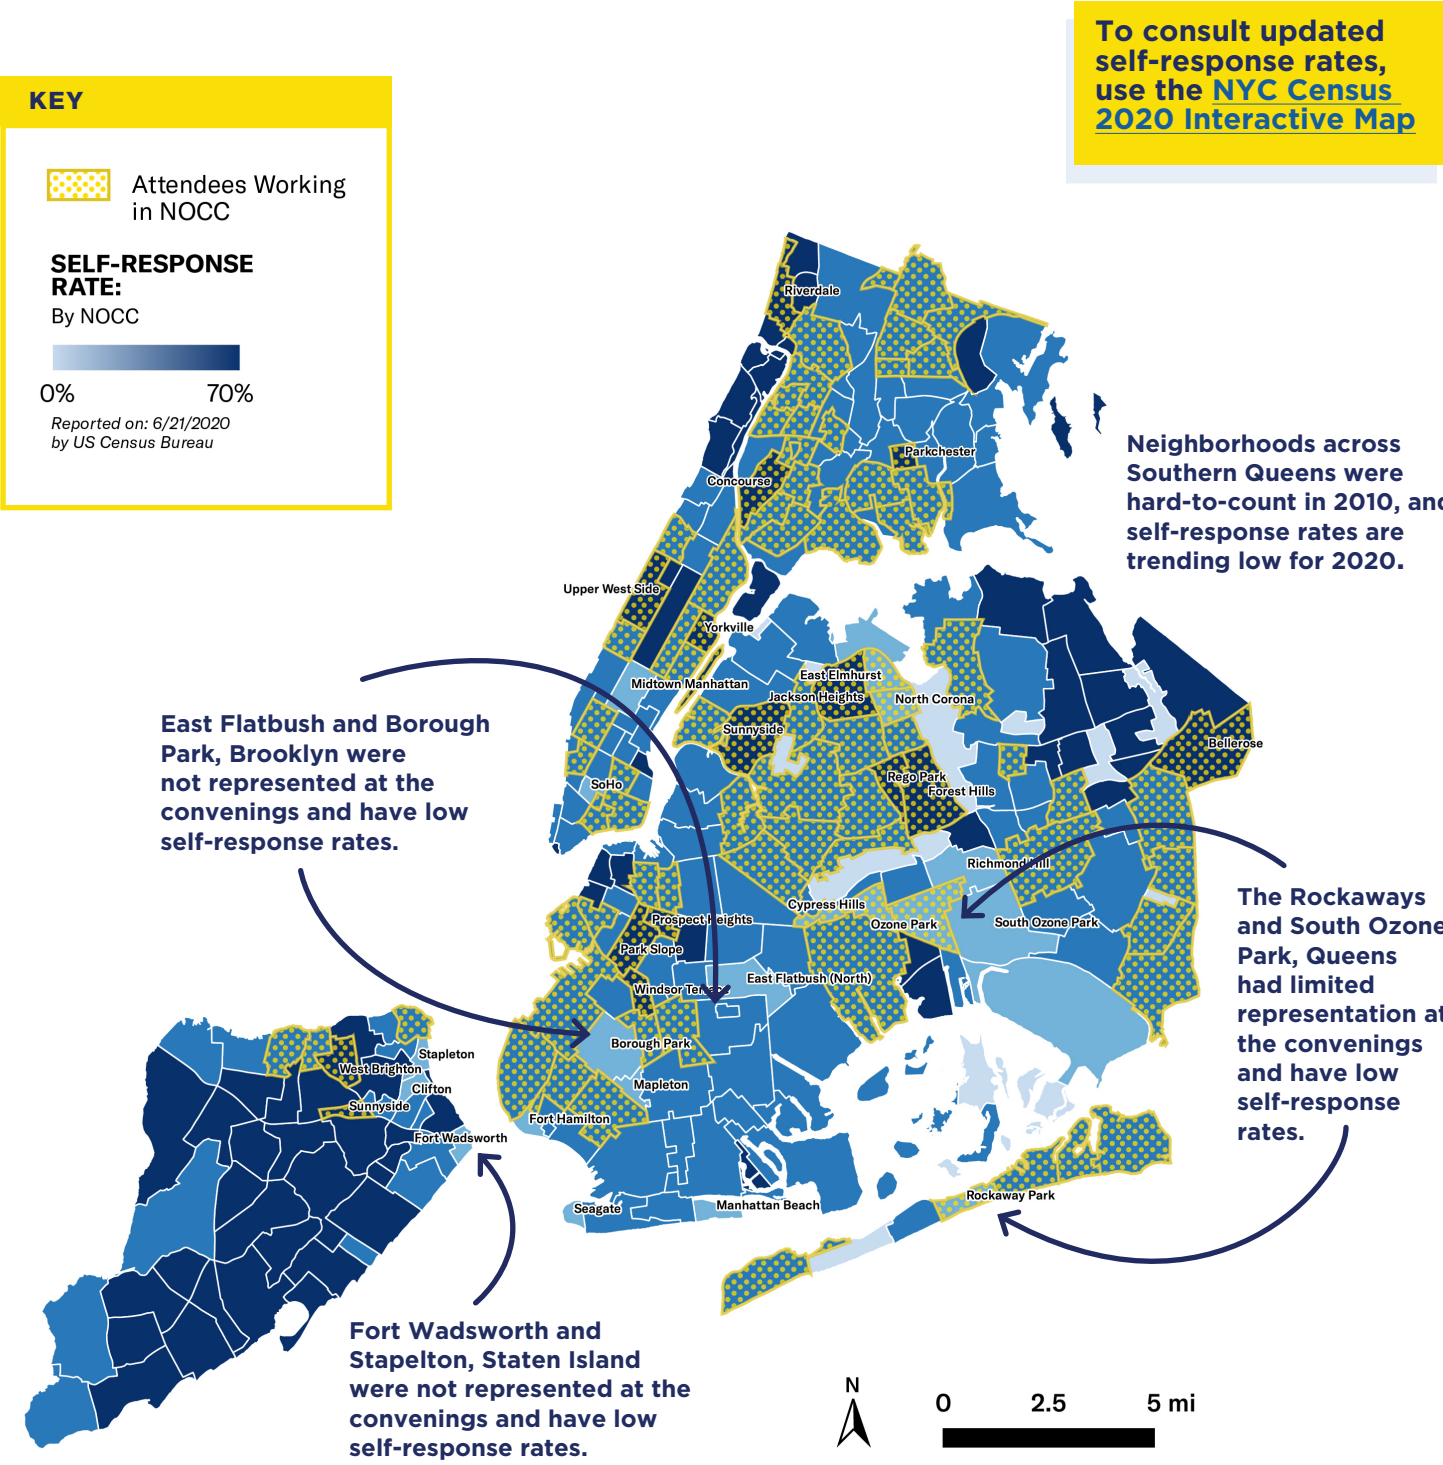 To consult updated
self-response rates,
use the NYC Census
2020 Interactive Map
KEY
Attendees Working
in NOCC
SELF-RESPONSE
RATE:
By NOCC
0%
70%
Reported on: 6/21/2020
by US Census Bureau
Riverdale
Neighborhoods across
Southern Queens were
hard-to-count in 2010, and
self-response rates are
trending low for 2020.
Parkchester
Concourse
Upper West Side
Yorkville
East Elmhurst
Midtown Manhattan
Jackson Heights
North Corona
East Flatbush and Borough
Park, Brooklyn were
not represented at the
convenings and have low
self-response rates.
Sunnyside
Bellerose
Rego Park
SoHo
Forest Hills
Richmond Hill
Cypress Hills
Prospect Heights
Ozone Park
South Ozone Park
The Rockaways
and South Ozone
Park, Queens
had limited
representation at
the convenings
and have low
self-response
rates.
Park Slope
East Flatbush (North)
Windsor Terrace
Borough Park
Stapleton
West Brighton
Mapleton
Clifton
Sunnyside
Fort Hamilton
Fort Wadsworth
Rockaway Park
Manhattan Beach
Seagate
Fort Wadsworth and
Stapelton, Staten Island
were not represented at the
convenings and have low
self-response rates.
N
0
2.5
5 mi